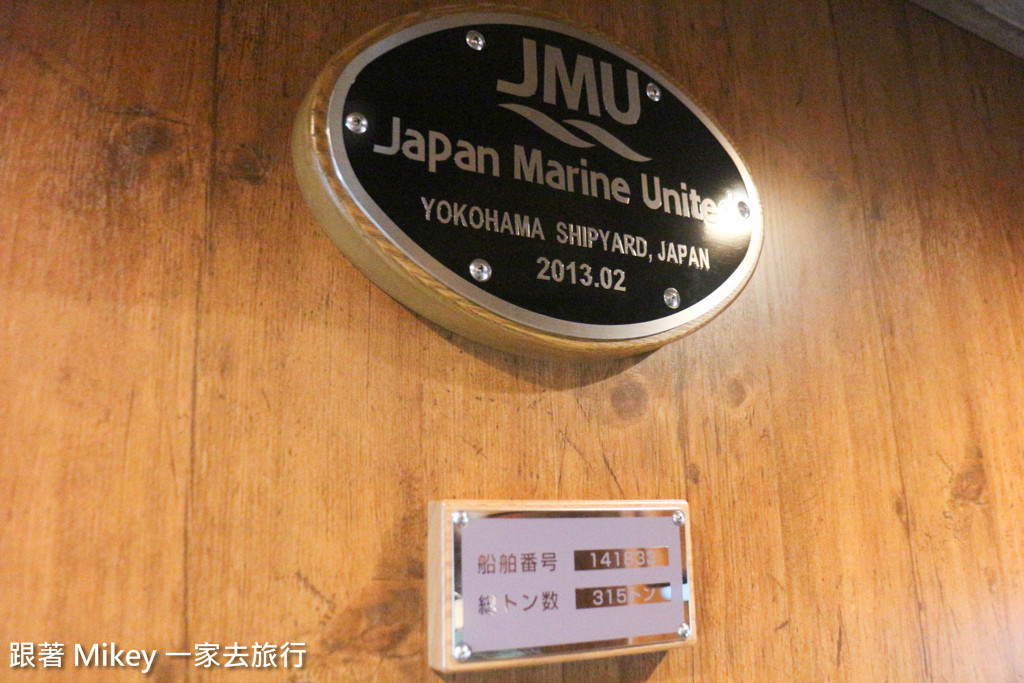 JMU
Japan Marine United
YOKOHAMA SHIPYARD, JAPAN
2013.02
船舶番号
総トン数 315トン
跟著 Mikey 一家去旅行